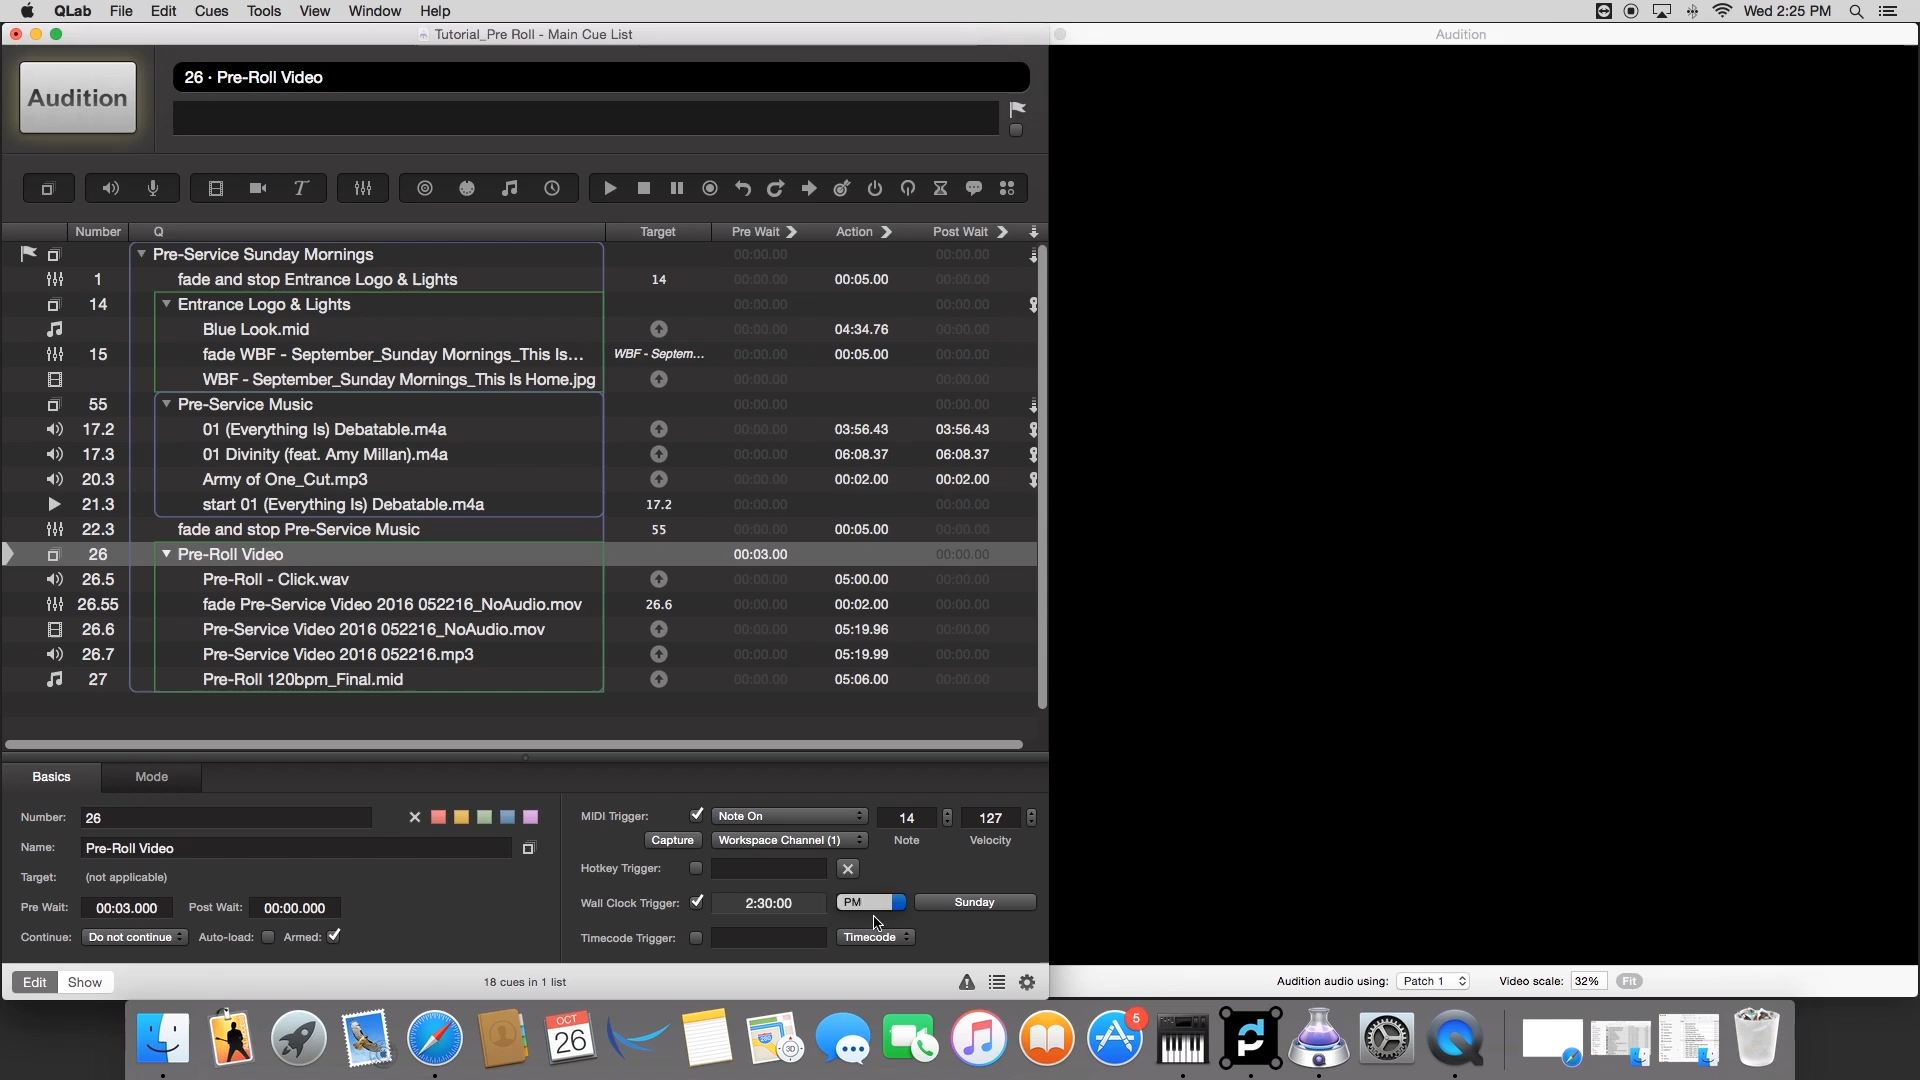 QLab File Edit Cues Tools View Window Help
Wed 2:25 PM
Tutorial_Pre Roll - Main Cue List
Audition
Audition
26 · Pre-Roll Video
T
Number Q Target Pre Wait Action Post Wait
Pre-Service Sunday Mornings 00:00.00 00:00.00
1 fade and stop Entrance Logo & Lights 14 00:00.00 00:05.00 00:00.00
14 Entrance Logo & Lights 00:00.00 00:00.00
Blue Look.mid 00:00.00 04:34.76 00:00.00
15 fade WBF - September_Sunday Mornings_This Is... WBF - Septem... 00:00.00 00:05.00 00:00.00
WBF - September_Sunday Mornings_This Is Home.jpg 00:00.00 00:00.00
55 Pre-Service Music 00:00.00 00:00.00
17.2 01 (Everything Is) Debatable.m4a 00:00.00 03:56.43 03:56.43
17.3 01 Divinity (feat. Amy Millan).m4a 00:00.00 06:08.37 06:08.37
20.3 Army of One_Cut.mp3 00:00.00 00:02.00 00:02.00
21.3 start 01 (Everything Is) Debatable.m4a 17.2 00:00.00 00:00.00
22.3 fade and stop Pre-Service Music 55 00:00.00 00:05.00 00:00.00
26 Pre-Roll Video 00:03.00 00:00.00
26.5 Pre-Roll - Click.wav 00:00.00 05:00.00 00:00.00
26.55 fade Pre-Service Video 2016 052216_NoAudio.mov 26.6 00:00.00 00:02.00 00:00.00
26.6 Pre-Service Video 2016 052216_NoAudio.mov 00:00.00 05:19.96 00:00.00
26.7 Pre-Service Video 2016 052216.mp3 00:00.00 05:19.99 00:00.00
27 Pre-Roll 120bpm_Final.mid 00:00.00 05:06.00 00:00.00
Basics Mode
Number: 26
Name: Pre-Roll Video
Target: (not applicable)
Pre Wait: 00:03.000 Post Wait: 00:00.000
Continue: Do not continue Auto-load: Armed:
MIDI Trigger: Note On 14 127
Capture Workspace Channel (1) Note Velocity
Hotkey Trigger:
Wall Clock Trigger: 2:30:00 PM Sunday
Timecode Trigger: Timecode
Edit Show 18 cues in 1 list
Audition audio using: Patch 1 Video scale: 32% Fit
OCT
26
3D
5